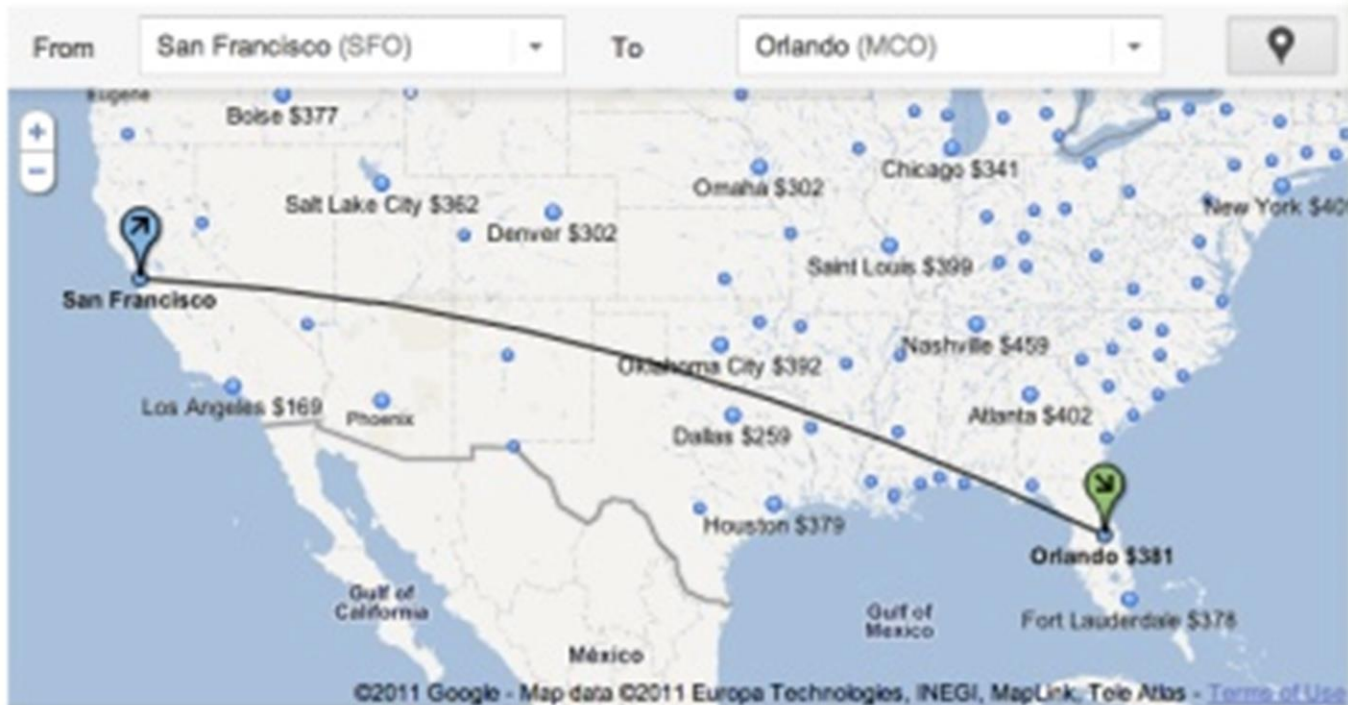 From San Francisco (SFO) To Orlando (MCO)
Eugene
Boise $377
Chicago $341
Omaha $302
Salt Lake City $362
New York
Denver $302
Saint Louis $399
San Francisco
Nashville $459
Oklahoma City $392
Los Angeles $169
Phoenix
Atlanta $402
Dallas $259
Houston $379
Orlando $381
Gulf of
California
Gulf of
Mexico
Fort Lauderdale $378
México
©2011 Google - Map data ©2011 Europa Technologies, INEGI, MapLink, Tele Atlas - Terms of Use